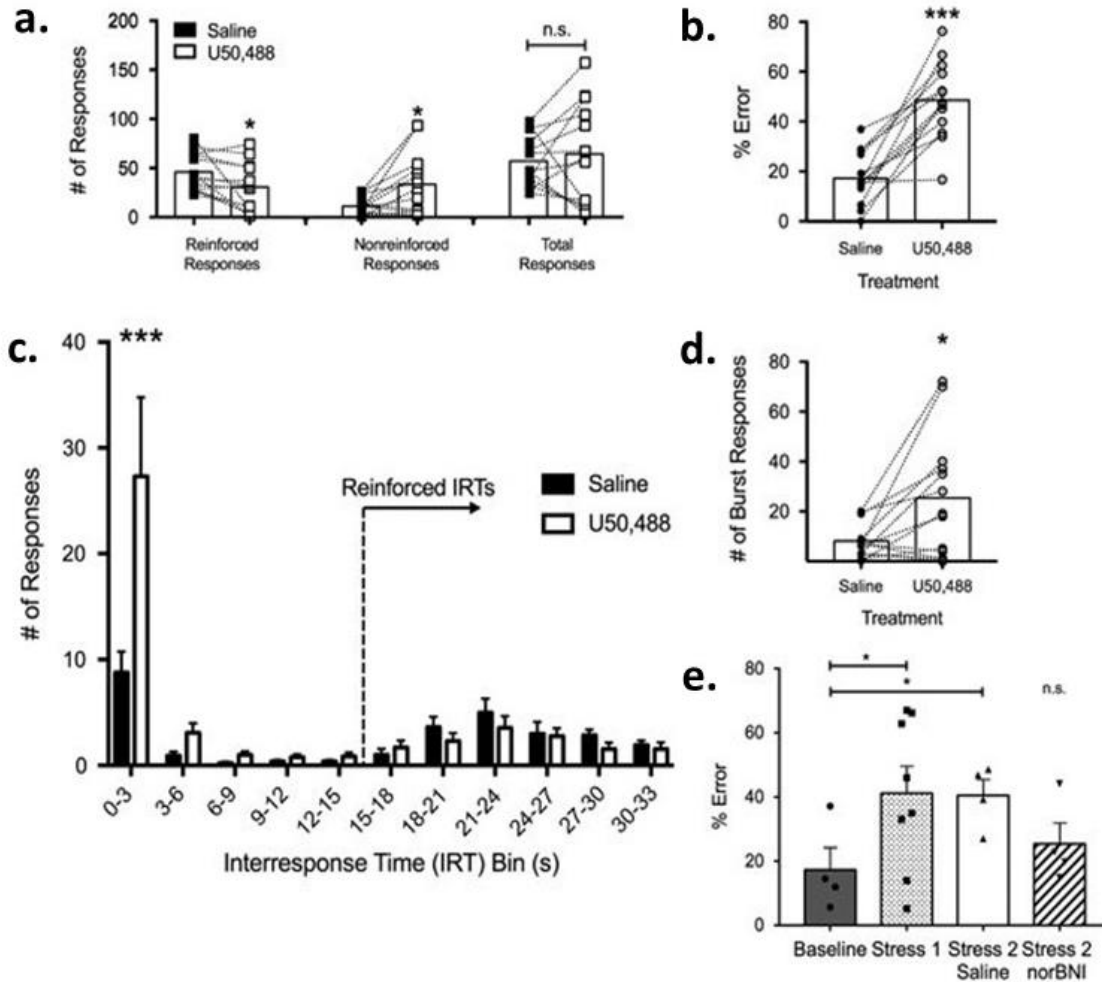 a.
200
150
100
50
0
# of Responses
Saline
U50,488
*
*
n.s.
Reinforced
Responses
Nonreinforced
Responses
Total
Responses
b.
80
60
40
20
0
% Error
***
Saline
U50,488
Treatment
c.
40
30
20
10
0
# of Responses
***
Reinforced IRTs
Saline
U50,488
0-3
3-6
6-9
9-12
12-15
15-18
18-21
21-24
24-27
27-30
30-33
Interresponse Time (IRT) Bin (s)
d.
80
60
40
20
# of Burst Responses
*
Saline
U50,488
Treatment
e.
80
60
40
20
0
% Error
*
*
n.s.
Baseline
Stress 1
Stress 2
Saline
Stress 2
norBNI